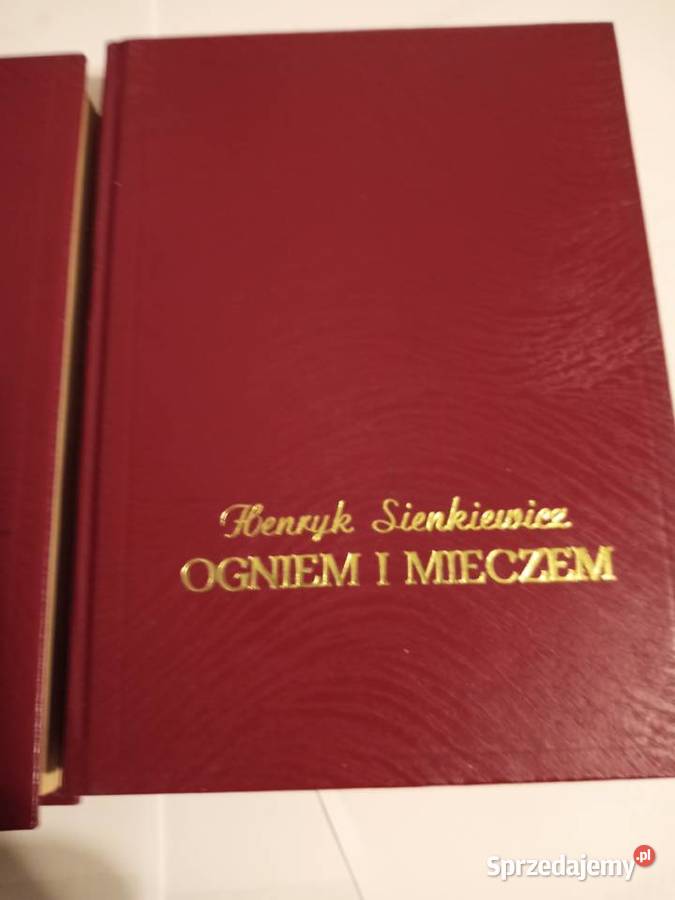 Henryk Sienkiewicz
OGNIEM I MIECZEM
Sprzedajemy.pl